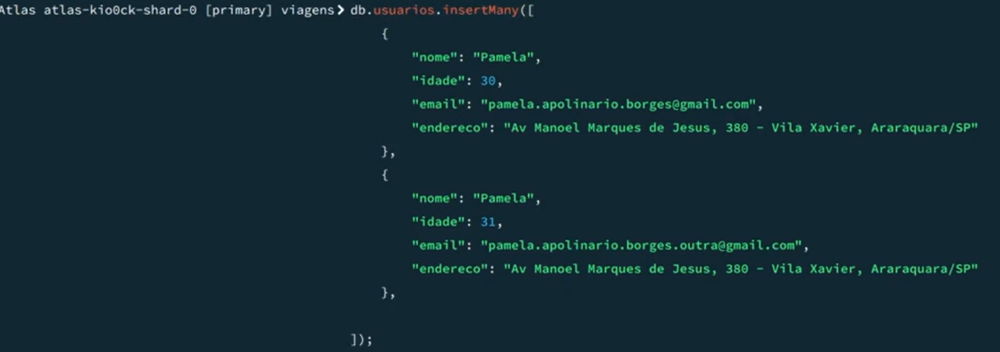 Atlas atlas-kio0ck-shard-0 [primary] viagens❯ db.usuarios.insertMany([
{
"nome": "Pamela",
"idade": 30,
"email": "pamela.apolinario.borges@gmail.com",
"endereco": "Av Manoel Marques de Jesus, 380 - Vila Xavier, Araraquara/SP"
},
{
"nome": "Pamela",
"idade": 31,
"email": "pamela.apolinario.borges.outra@gmail.com",
"endereco": "Av Manoel Marques de Jesus, 380 - Vila Xavier, Araraquara/SP"
},
]);